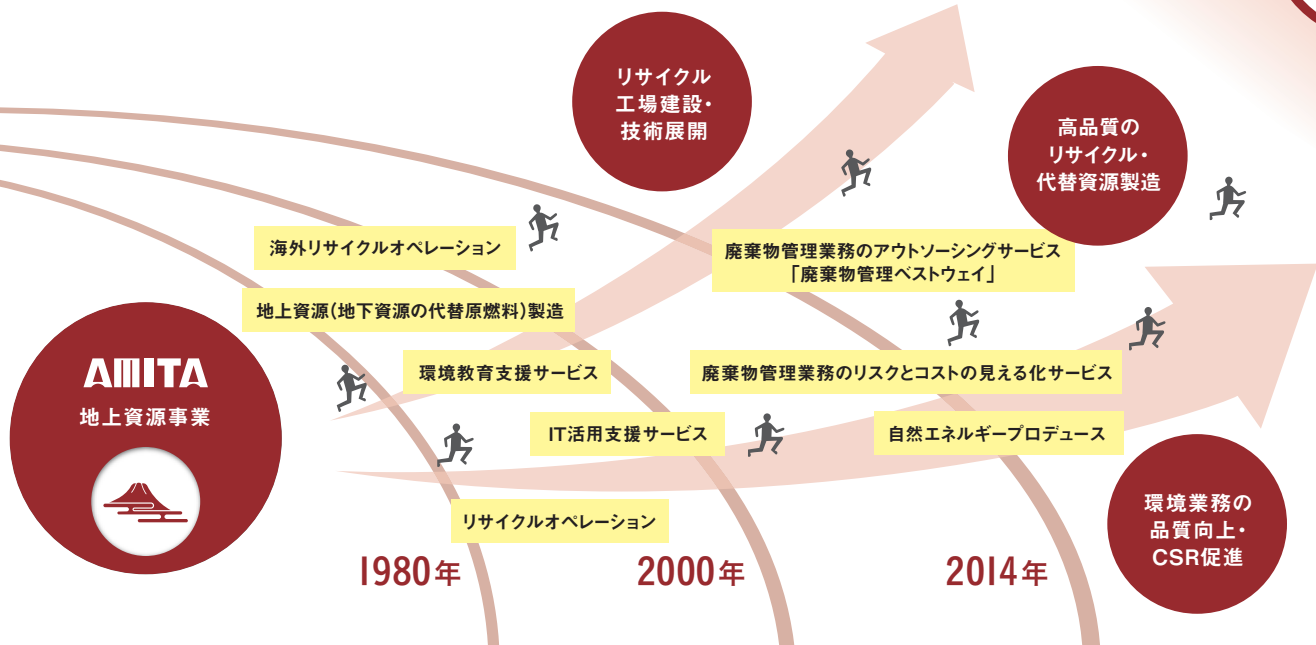 リサイクル
工場建設・
技術展開
高品質の
リサイクル・
代替資源製造
海外リサイクルオペレーション
廃棄物管理業務のアウトソーシングサービス
「廃棄物管理ベストウェイ」
地上資源(地下資源の代替原燃料)製造
AMITA
地上資源事業
環境教育支援サービス
廃棄物管理業務のリスクとコストの見える化サービス
IT活用支援サービス
自然エネルギープロデュース
リサイクルオペレーション
環境業務の
品質向上・
CSR促進
1980年
2000年
2014年